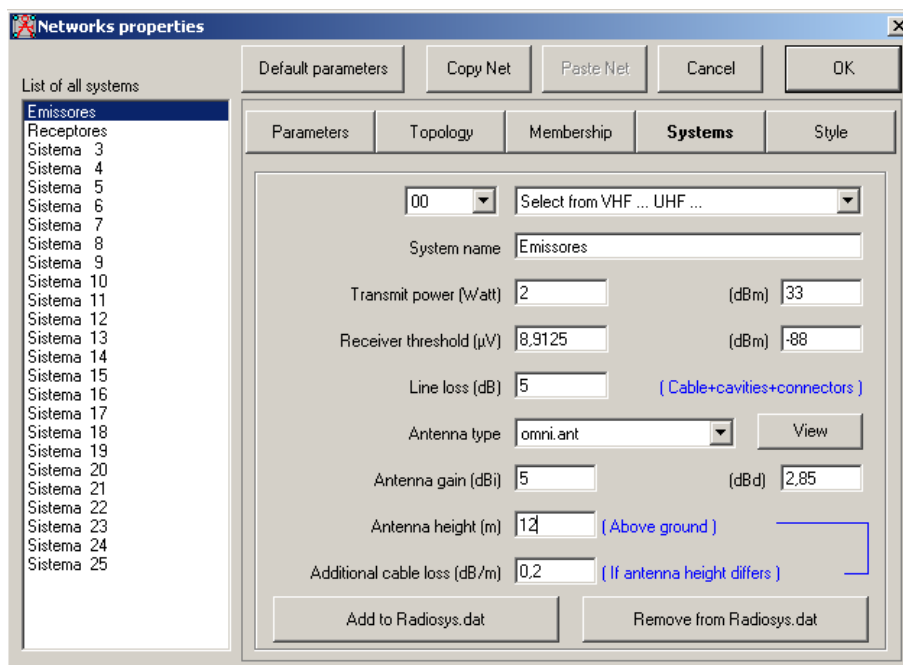 Networks properties
Default parameters Copy Net Paste Net Cancel OK
List of all systems
Emissores
Receptores
Sistema 3
Sistema 4
Sistema 5
Sistema 6
Sistema 7
Sistema 8
Sistema 9
Sistema 10
Sistema 11
Sistema 12
Sistema 13
Sistema 14
Sistema 15
Sistema 16
Sistema 17
Sistema 18
Sistema 19
Sistema 20
Sistema 21
Sistema 22
Sistema 23
Sistema 24
Sistema 25
Parameters Topology Membership Systems Style
00 Select from VHF ... UHF ...
System name Emissores
Transmit power (Watt) 2 (dBm) 33
Receiver threshold (µV) 8,9125 (dBm) -88
Line loss (dB) 5 ( Cable+cavities+connectors )
Antenna type omni.ant View
Antenna gain (dBi) 5 (dBd) 2,85
Antenna height (m) 12 ( Above ground )
Additional cable loss (dB/m) 0,2 ( If antenna height differs )
Add to Radiosys.dat Remove from Radiosys.dat